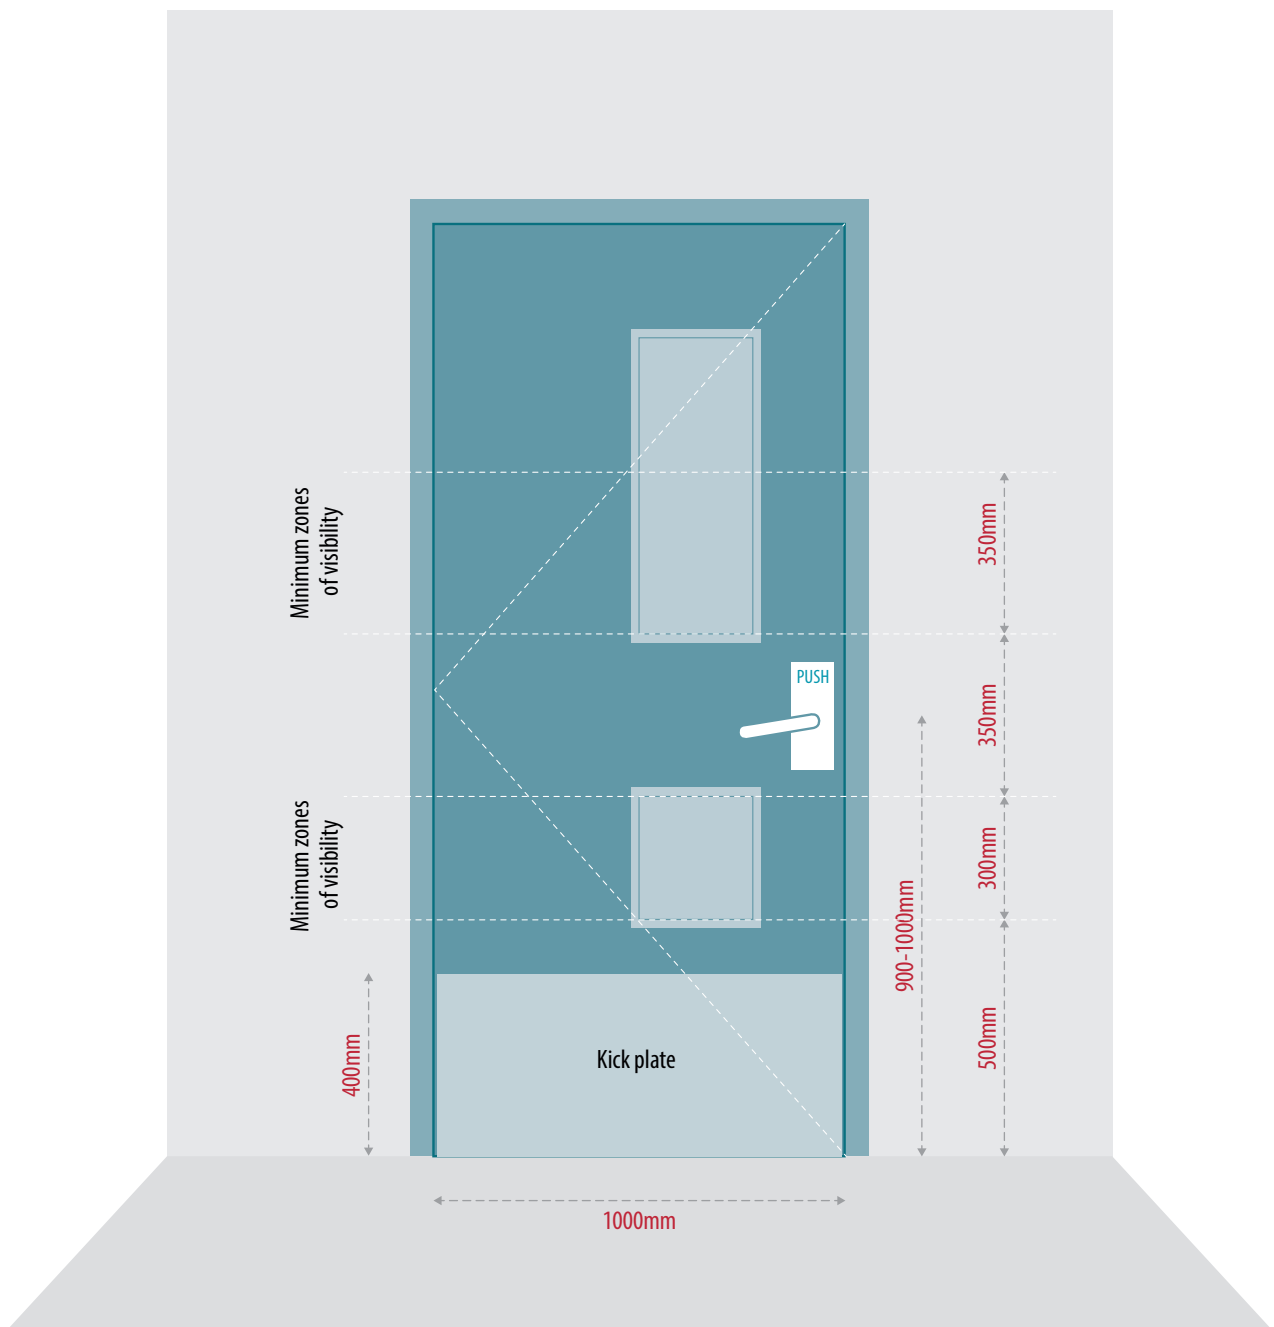 Minimum zones
of visibility
350mm
PUSH
350mm
Minimum zones
of visibility
300mm
900-1000mm
500mm
400mm
Kick plate
1000mm